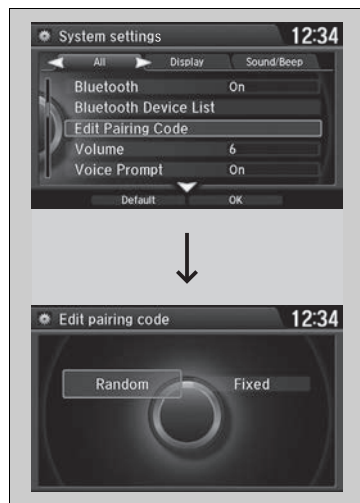 System settings 12:34
All Display Sound/Beep
Bluetooth On
Bluetooth Device List
Edit Pairing Code
Volume 6
Voice Prompt On
Default OK
Edit pairing code 12:34
Random Fixed